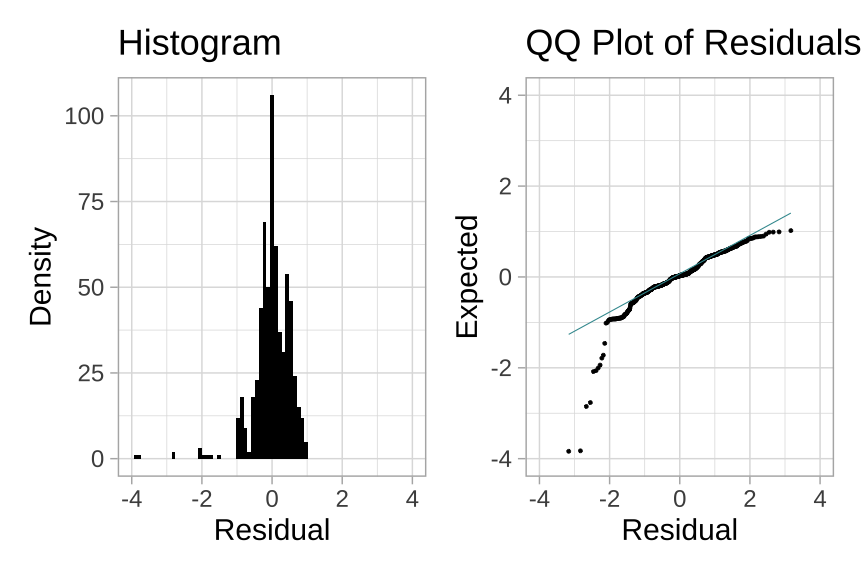 Histogram
QQ Plot of Residuals
100
75
50
25
0
Density
-4 -2 0 2 4
Residual
4
2
0
-2
-4
Expected
-4 -2 0 2 4
Residual